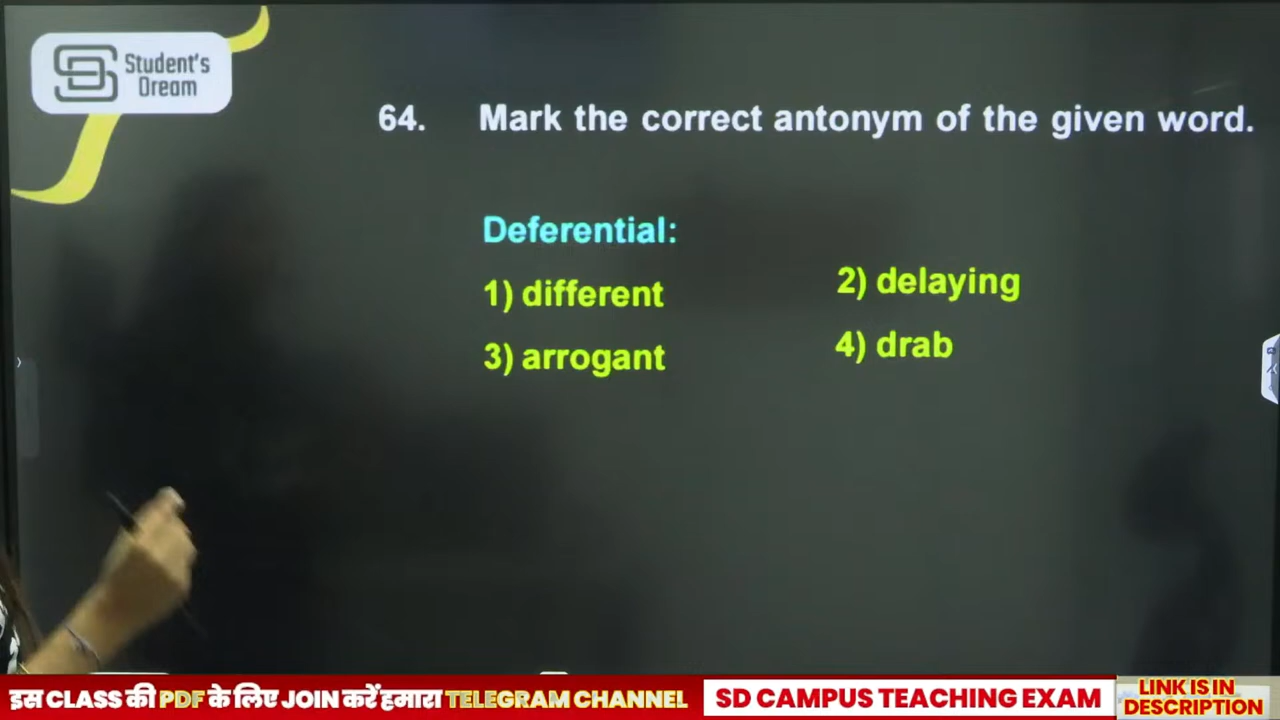 Student's
Dream
64. Mark the correct antonym of the given word.
Deferential:
1) different 2) delaying
3) arrogant 4) drab
इस CLASS की PDF के लिए JOIN करें हमारा TELEGRAM CHANNEL
SD CAMPUS TEACHING EXAM
LINK IS IN
DESCRIPTION